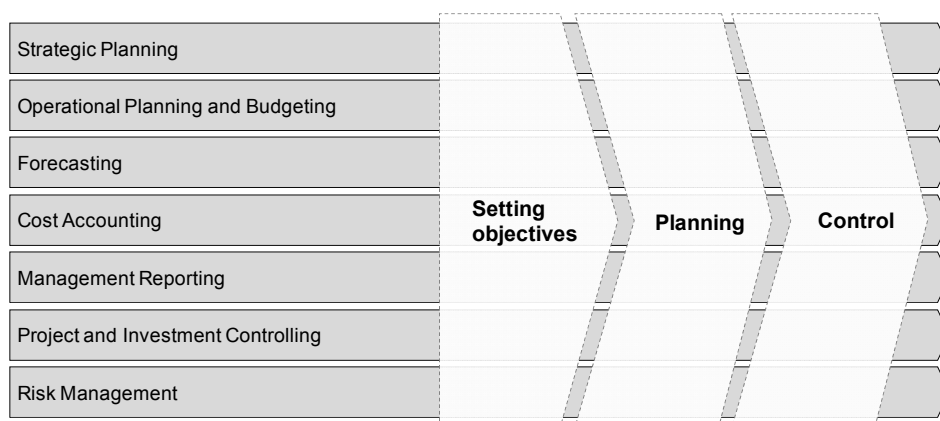 Strategic Planning
Operational Planning and Budgeting
Forecasting
Cost Accounting
Management Reporting
Project and Investment Controlling
Risk Management
Setting
objectives
Planning
Control